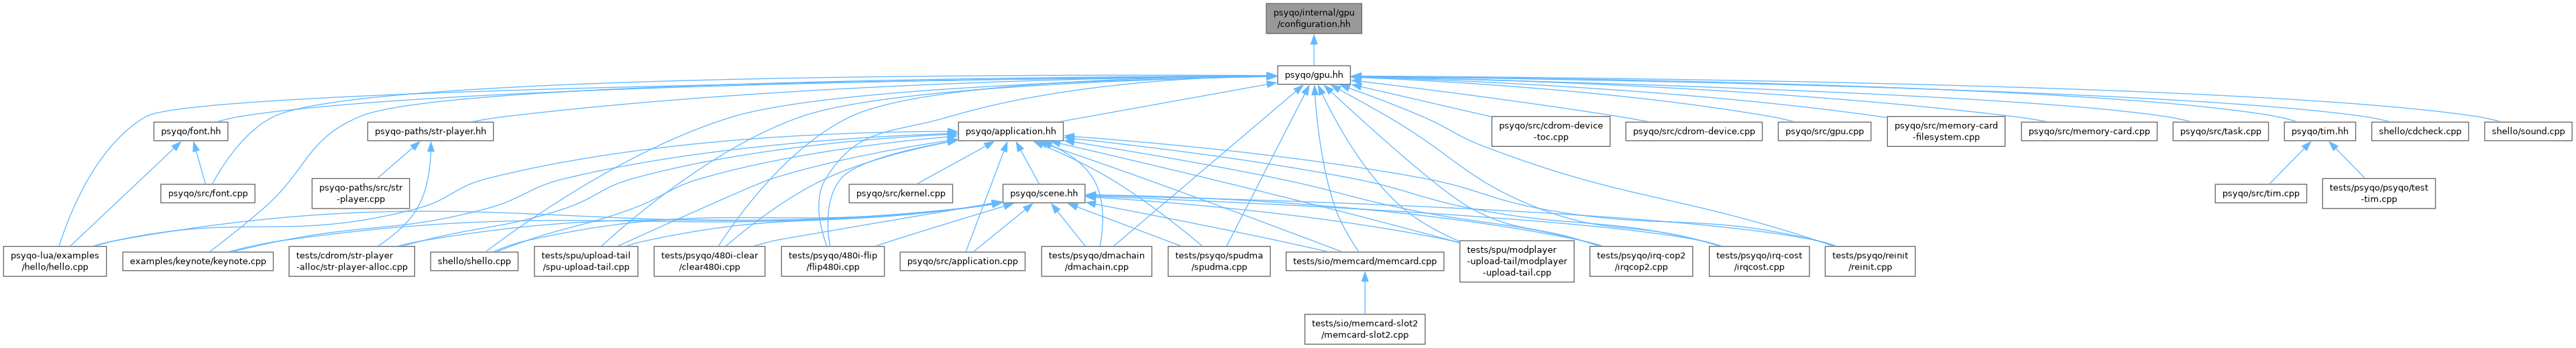 psyqo/internal/gpu
/configuration.hh
psyqo/gpu.hh
psyqo/font.hh
psyqo-paths/str-player.hh
psyqo/application.hh
psyqo/src/cdrom-device
-toc.cpp
psyqo/src/cdrom-device.cpp
psyqo/src/gpu.cpp
psyqo/src/memory-card
-filesystem.cpp
psyqo/src/memory-card.cpp
psyqo/src/task.cpp
psyqo/tim.hh
shello/cdcheck.cpp
shello/sound.cpp
psyqo/src/font.cpp
psyqo-paths/src/str
-player.cpp
psyqo/src/kernel.cpp
psyqo/scene.hh
psyqo/src/tim.cpp
tests/psyqo/psyqo/test
-tim.cpp
psyqo-lua/examples
/hello/hello.cpp
examples/keynote/keynote.cpp
tests/cdrom/str-player
-alloc/str-player-alloc.cpp
shello/shello.cpp
tests/spu/upload-tail
/spu-upload-tail.cpp
tests/psyqo/480i-clear
/clear480i.cpp
tests/psyqo/480i-flip
/flip480i.cpp
psyqo/src/application.cpp
tests/psyqo/dmachain
/dmachain.cpp
tests/psyqo/spudma
/spudma.cpp
tests/sio/memcard/memcard.cpp
tests/spu/modplayer
-upload-tail/modplayer
-upload-tail.cpp
tests/psyqo/irq-cop2
/irqcop2.cpp
tests/psyqo/irq-cost
/irqcost.cpp
tests/psyqo/reinit
/reinit.cpp
tests/sio/memcard-slot2
/memcard-slot2.cpp